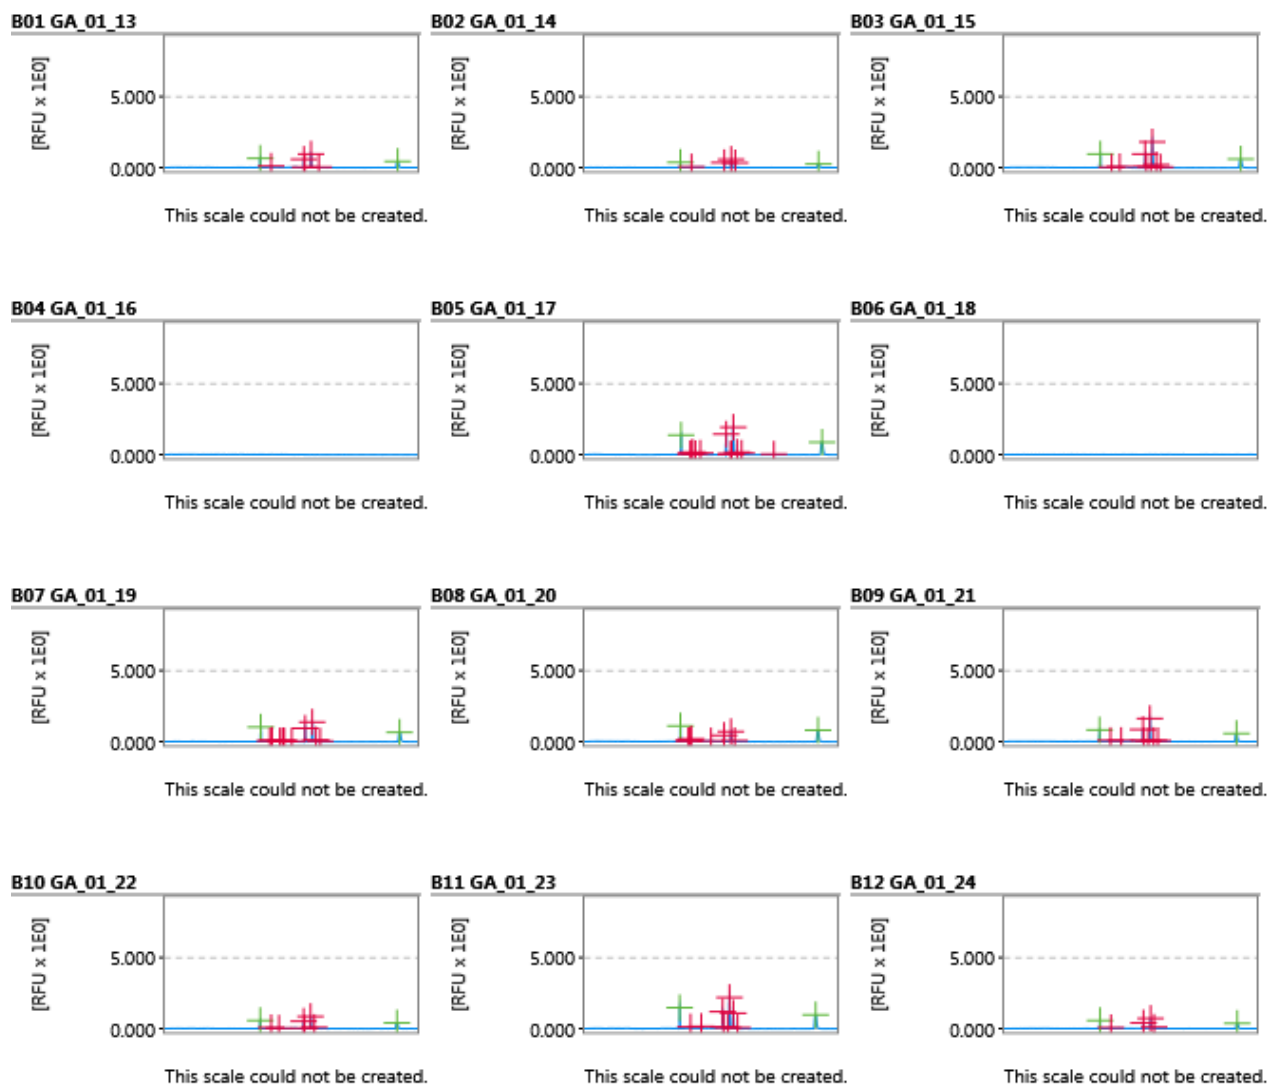 B01 GA_01_13 B02 GA_01_14 B03 GA_01_15
[RFU x 1E0] 5.000 0.000 [RFU x 1E0] 5.000 0.000 [RFU x 1E0] 5.000 0.000
This scale could not be created. This scale could not be created. This scale could not be created.
B04 GA_01_16 B05 GA_01_17 B06 GA_01_18
[RFU x 1E0] 5.000 0.000 [RFU x 1E0] 5.000 0.000 [RFU x 1E0] 5.000 0.000
This scale could not be created. This scale could not be created. This scale could not be created.
B07 GA_01_19 B08 GA_01_20 B09 GA_01_21
[RFU x 1E0] 5.000 0.000 [RFU x 1E0] 5.000 0.000 [RFU x 1E0] 5.000 0.000
This scale could not be created. This scale could not be created. This scale could not be created.
B10 GA_01_22 B11 GA_01_23 B12 GA_01_24
[RFU x 1E0] 5.000 0.000 [RFU x 1E0] 5.000 0.000 [RFU x 1E0] 5.000 0.000
This scale could not be created. This scale could not be created. This scale could not be created.